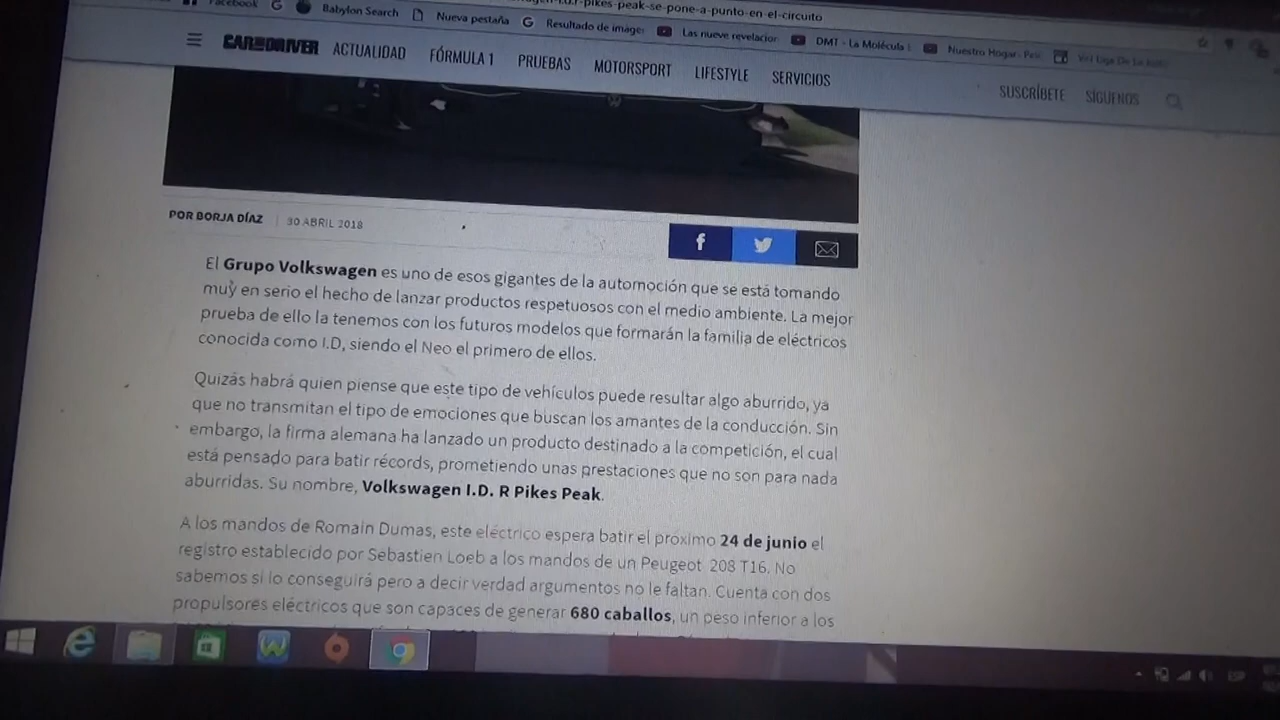 -pikes-peak-se-pone-a-punto-en-el-circuito
Facebook Babylon Search Nueva pestaña Resultado de image Las nueve revelacior DMT - La Molécula Nuestro Hogar
CAR AND DRIVER ACTUALIDAD FÓRMULA 1 PRUEBAS MOTORSPORT LIFESTYLE SERVICIOS SUSCRÍBETE SÍGUENOS
POR BORJA DÍAZ | 30 ABRIL 2018
El Grupo Volkswagen es uno de esos gigantes de la automoción que se está tomando
muy en serio el hecho de lanzar productos respetuosos con el medio ambiente. La mejor
prueba de ello la tenemos con los futuros modelos que formarán la familia de eléctricos
conocida como I.D, siendo el Neo el primero de ellos.
Quizás habrá quien piense que este tipo de vehículos puede resultar algo aburrido, ya
que no transmitan el tipo de emociones que buscan los amantes de la conducción. Sin
embargo, la firma alemana ha lanzado un producto destinado a la competición, el cual
está pensado para batir récords, prometiendo unas prestaciones que no son para nada
aburridas. Su nombre, Volkswagen I.D. R Pikes Peak.
A los mandos de Romain Dumas, este eléctrico espera batir el próximo 24 de junio el
registro establecido por Sebastien Loeb a los mandos de un Peugeot 208 T16. No
sabemos si lo conseguirá pero a decir verdad argumentos no le faltan. Cuenta con dos
propulsores eléctricos que son capaces de generar 680 caballos, un peso inferior a los
ESP